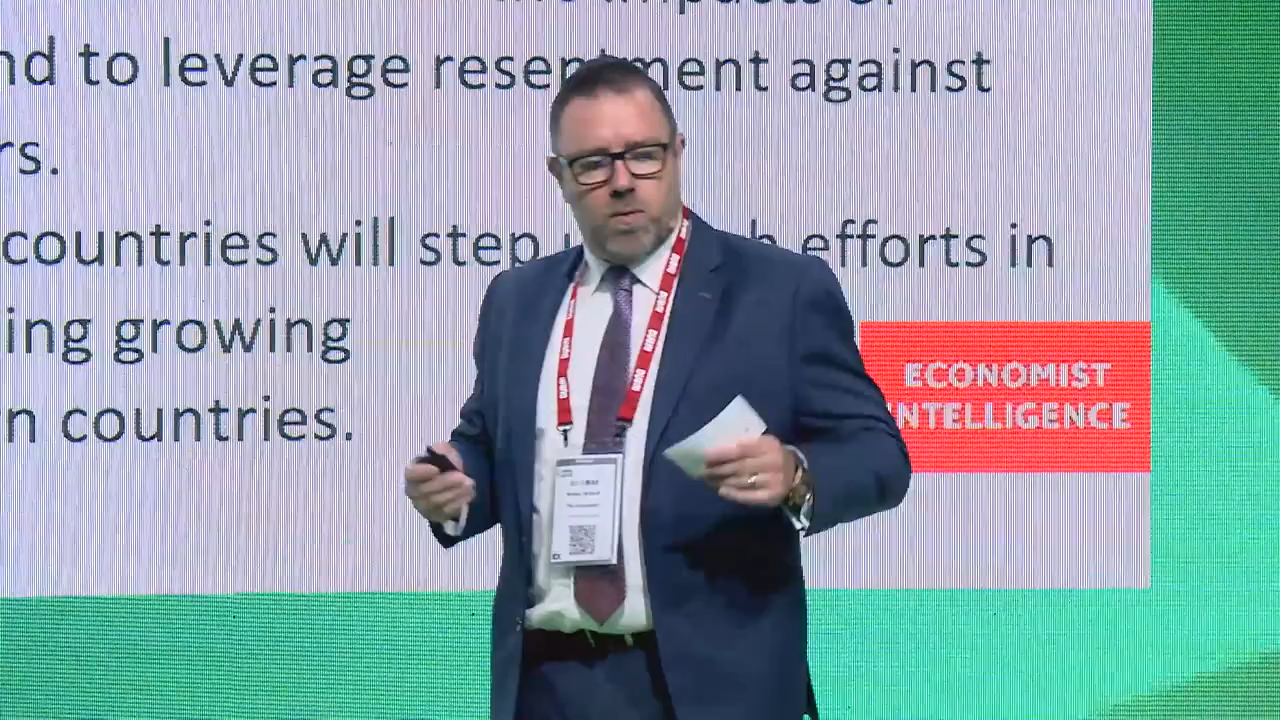 nd to leverage resentment against
rs.
countries will step efforts in
ing growing
n countries.
ECONOMIST
INTELLIGENCE